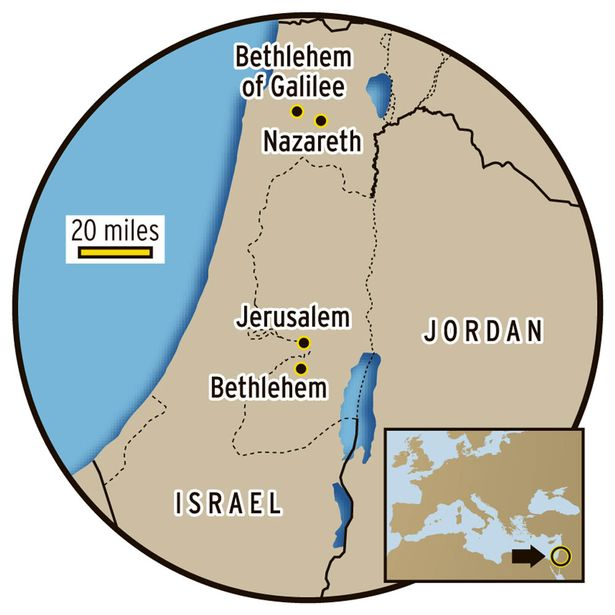 Bethlehem
of Galilee
Nazareth
20 miles
Jerusalem
JORDAN
Bethlehem
ISRAEL